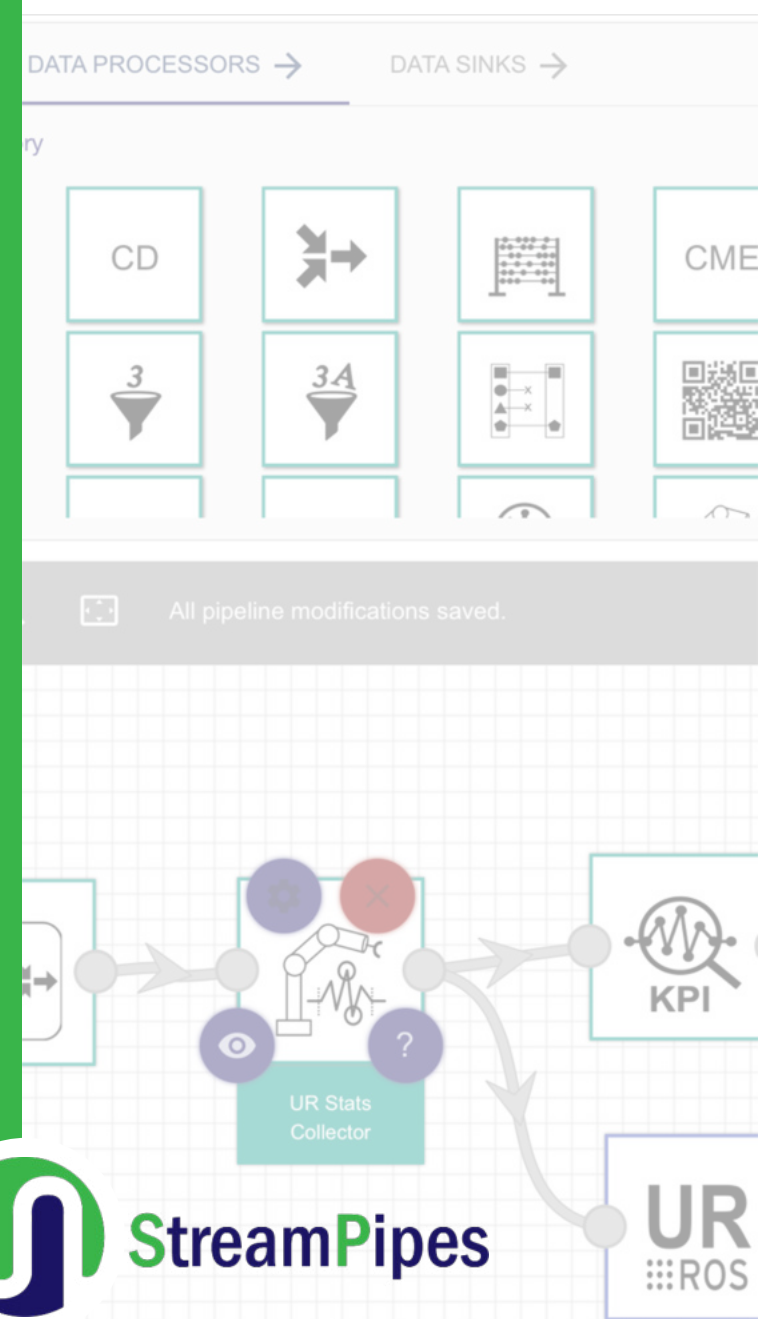 DATA PROCESSORS → DATA SINKS →
ry
CD
CME
3
3A
All pipeline modifications saved.
?
KPI
UR Stats
Collector
UR
ROS
StreamPipes